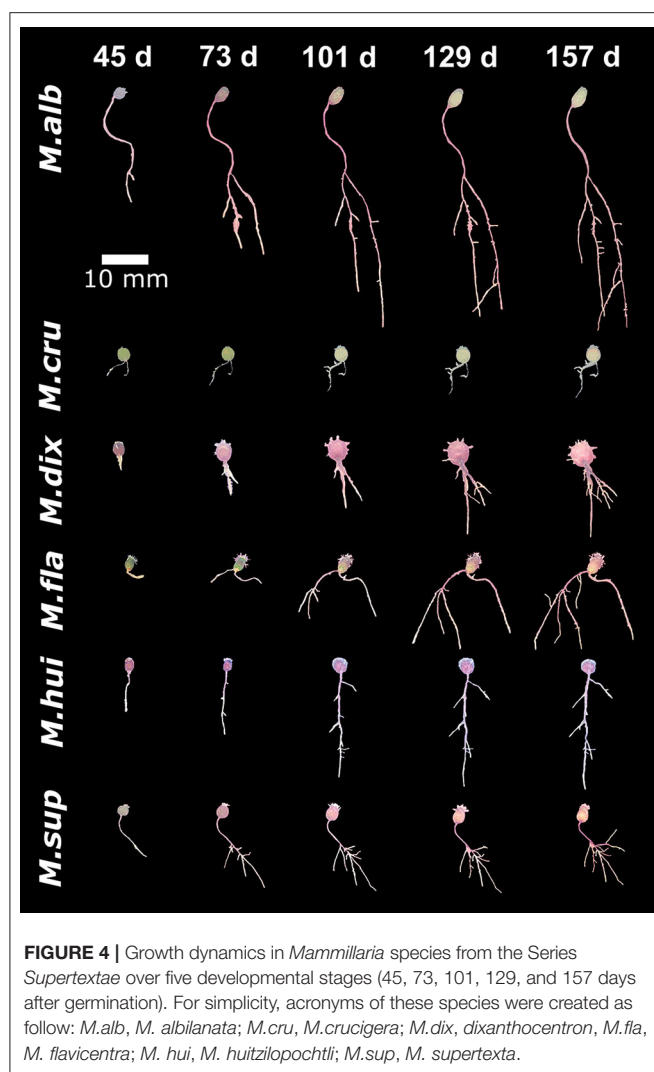 45 d 73 d 101 d 129 d 157 d
M.alb
10 mm
M.cru
M.dix
M.fla
M.hui
M.sup
FIGURE 4 | Growth dynamics in Mammillaria species from the Series
Supertextae over five developmental stages (45, 73, 101, 129, and 157 days
after germination). For simplicity, acronyms of these species were created as
follow: M.alb, M. albilanata; M.cru, M.crucigera; M.dix, dixanthocentron, M.fla,
M. flavicentra; M. hui, M. huitzilopochtli; M.sup, M. supertexta.